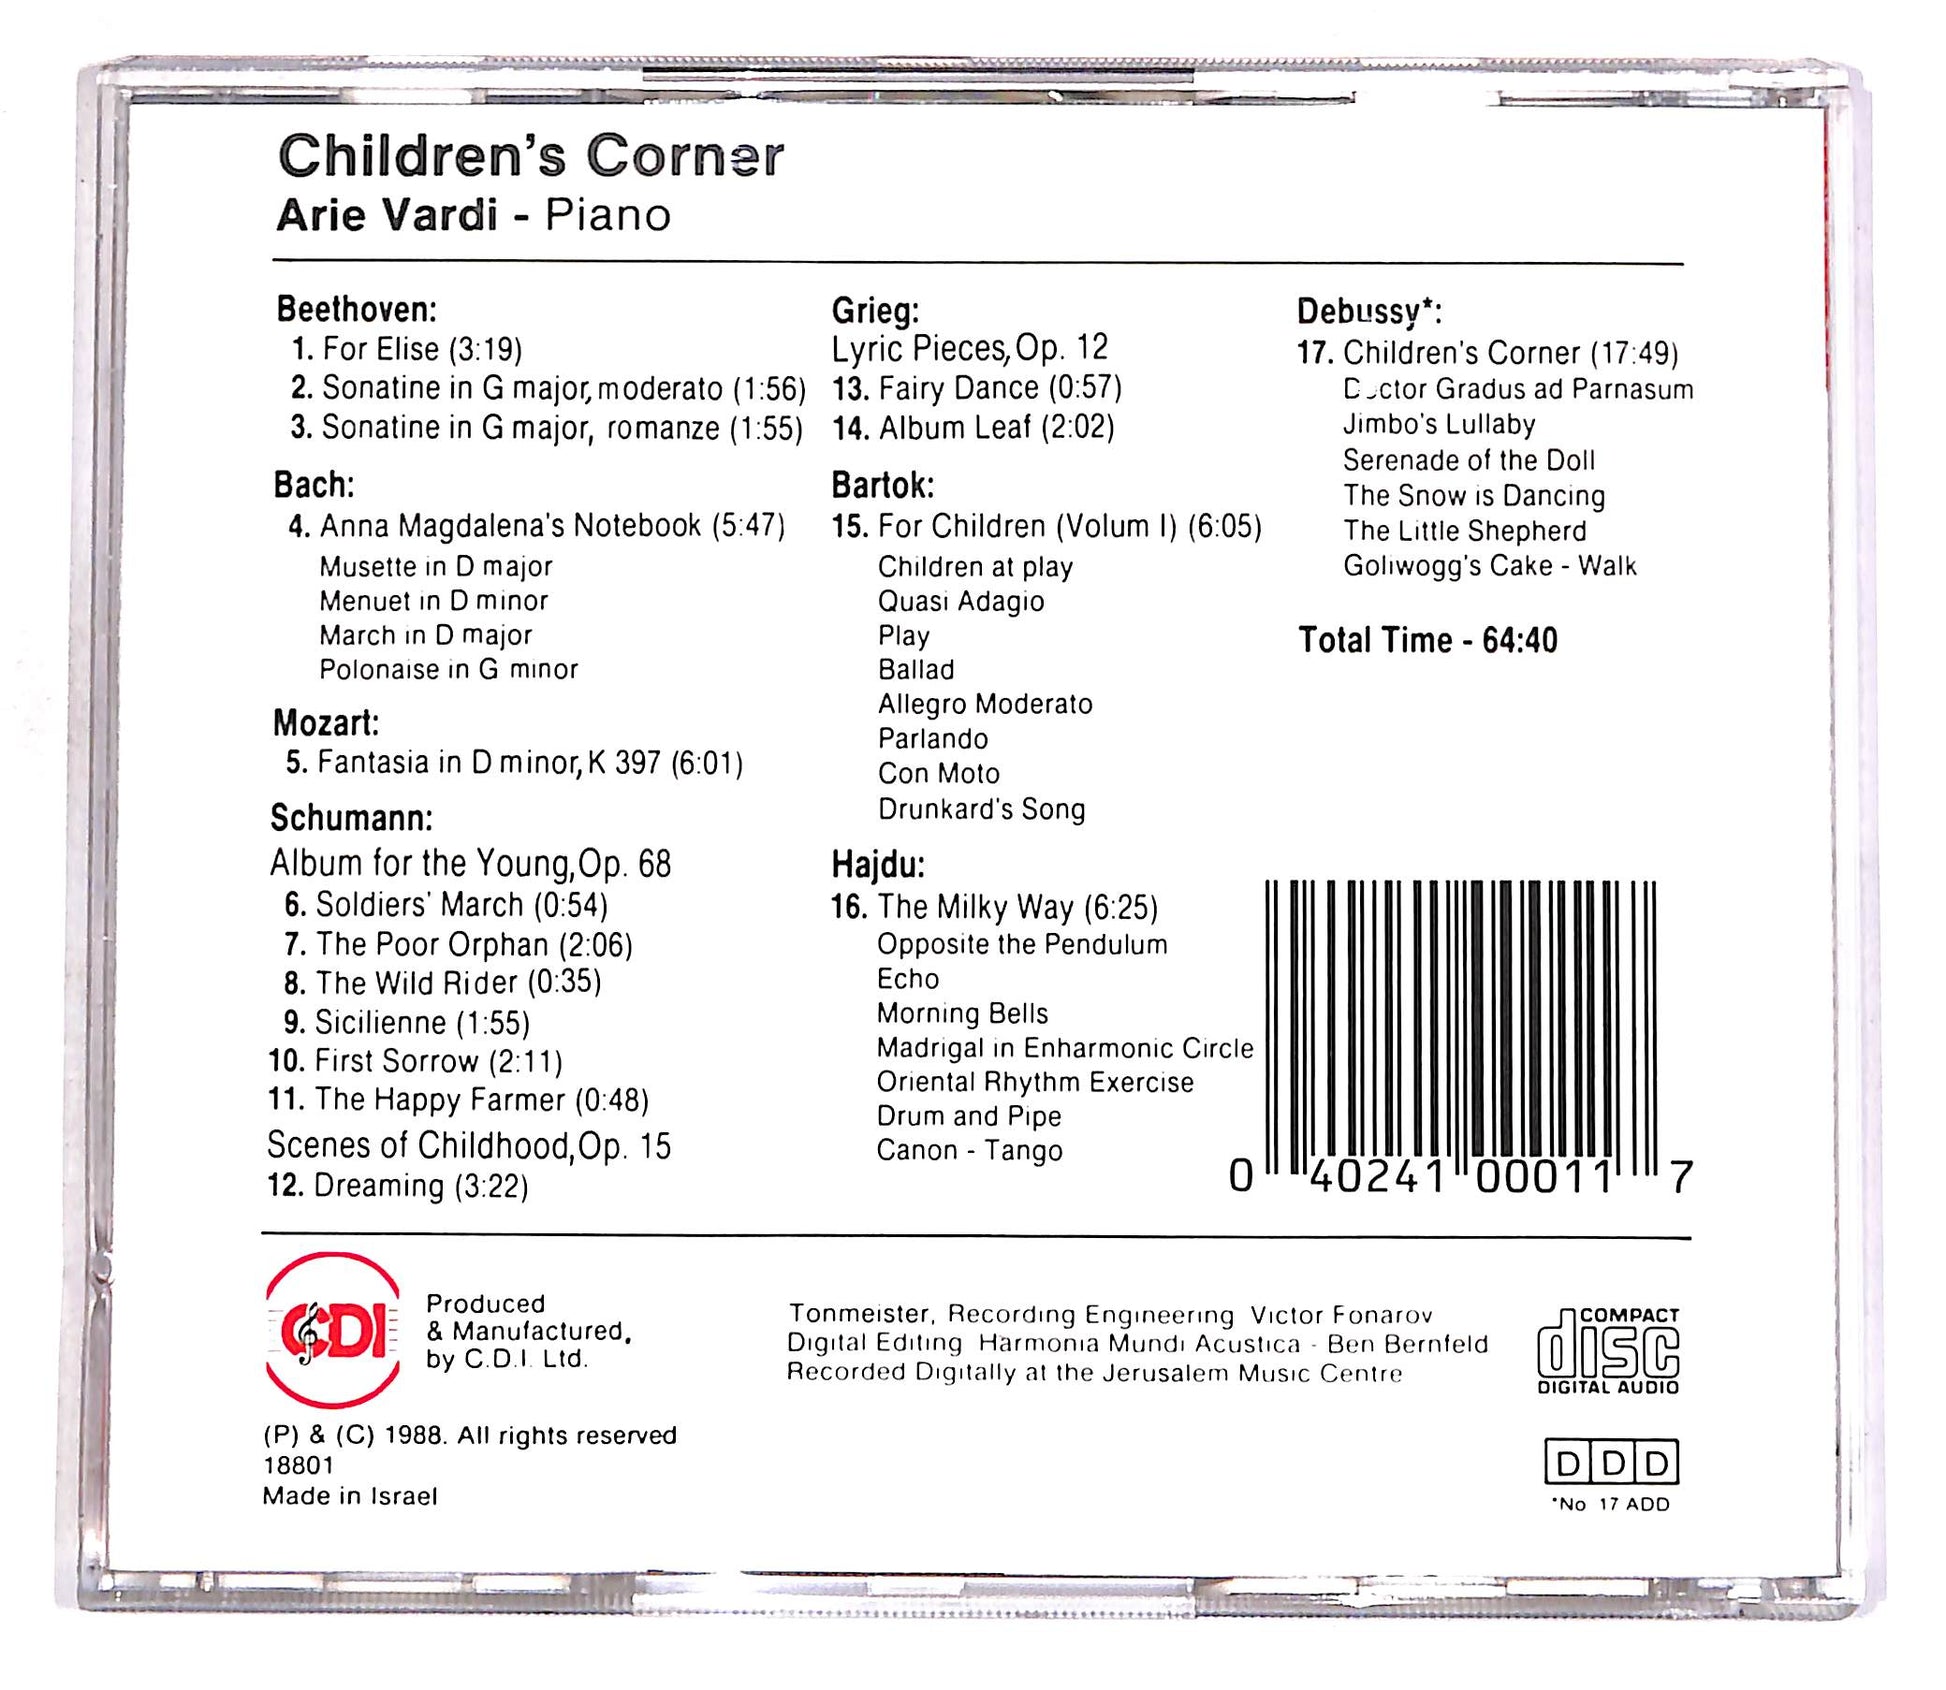 Children's Corner
Arie Vardi - Piano
Beethoven:
1. For Elise (3:19)
2. Sonatine in G major, moderato (1:56)
3. Sonatine in G major, romanze (1:55)
Bach:
4. Anna Magdalena's Notebook (5:47)
Musette in D major
Menuet in D minor
March in D major
Polonaise in G minor
Mozart:
5. Fantasia in D minor, K 397 (6:01)
Schumann:
Album for the Young, Op. 68
6. Soldiers' March (0:54)
7. The Poor Orphan (2:06)
8. The Wild Rider (0:35)
9. Sicilienne (1:55)
10. First Sorrow (2:11)
11. The Happy Farmer (0:48)
Scenes of Childhood, Op. 15
12. Dreaming (3:22)
Grieg:
Lyric Pieces, Op. 12
13. Fairy Dance (0:57)
14. Album Leaf (2:02)
Bartok:
15. For Children (Volum I) (6:05)
Children at play
Quasi Adagio
Play
Ballad
Allegro Moderato
Parlando
Con Moto
Drunkard's Song
Hajdu:
16. The Milky Way (6:25)
Opposite the Pendulum
Echo
Morning Bells
Madrigal in Enharmonic Circle
Oriental Rhythm Exercise
Drum and Pipe
Canon - Tango
Debussy*:
17. Children's Corner (17:49)
Doctor Gradus ad Parnasum
Jimbo's Lullaby
Serenade of the Doll
The Snow is Dancing
The Little Shepherd
Goliwogg's Cake - Walk
Total Time - 64:40
0 40241 00011 7
CDI
Produced
& Manufactured,
by C.D.I. Ltd.
(P) & (C) 1988. All rights reserved
18801
Made in Israel
Tonmeister, Recording Engineering Victor Fonarov
Digital Editing Harmonia Mundi Acustica - Ben Bernfeld
Recorded Digitally at the Jerusalem Music Centre
COMPACT
disc
DIGITAL AUDIO
DDD
*No 17 ADD